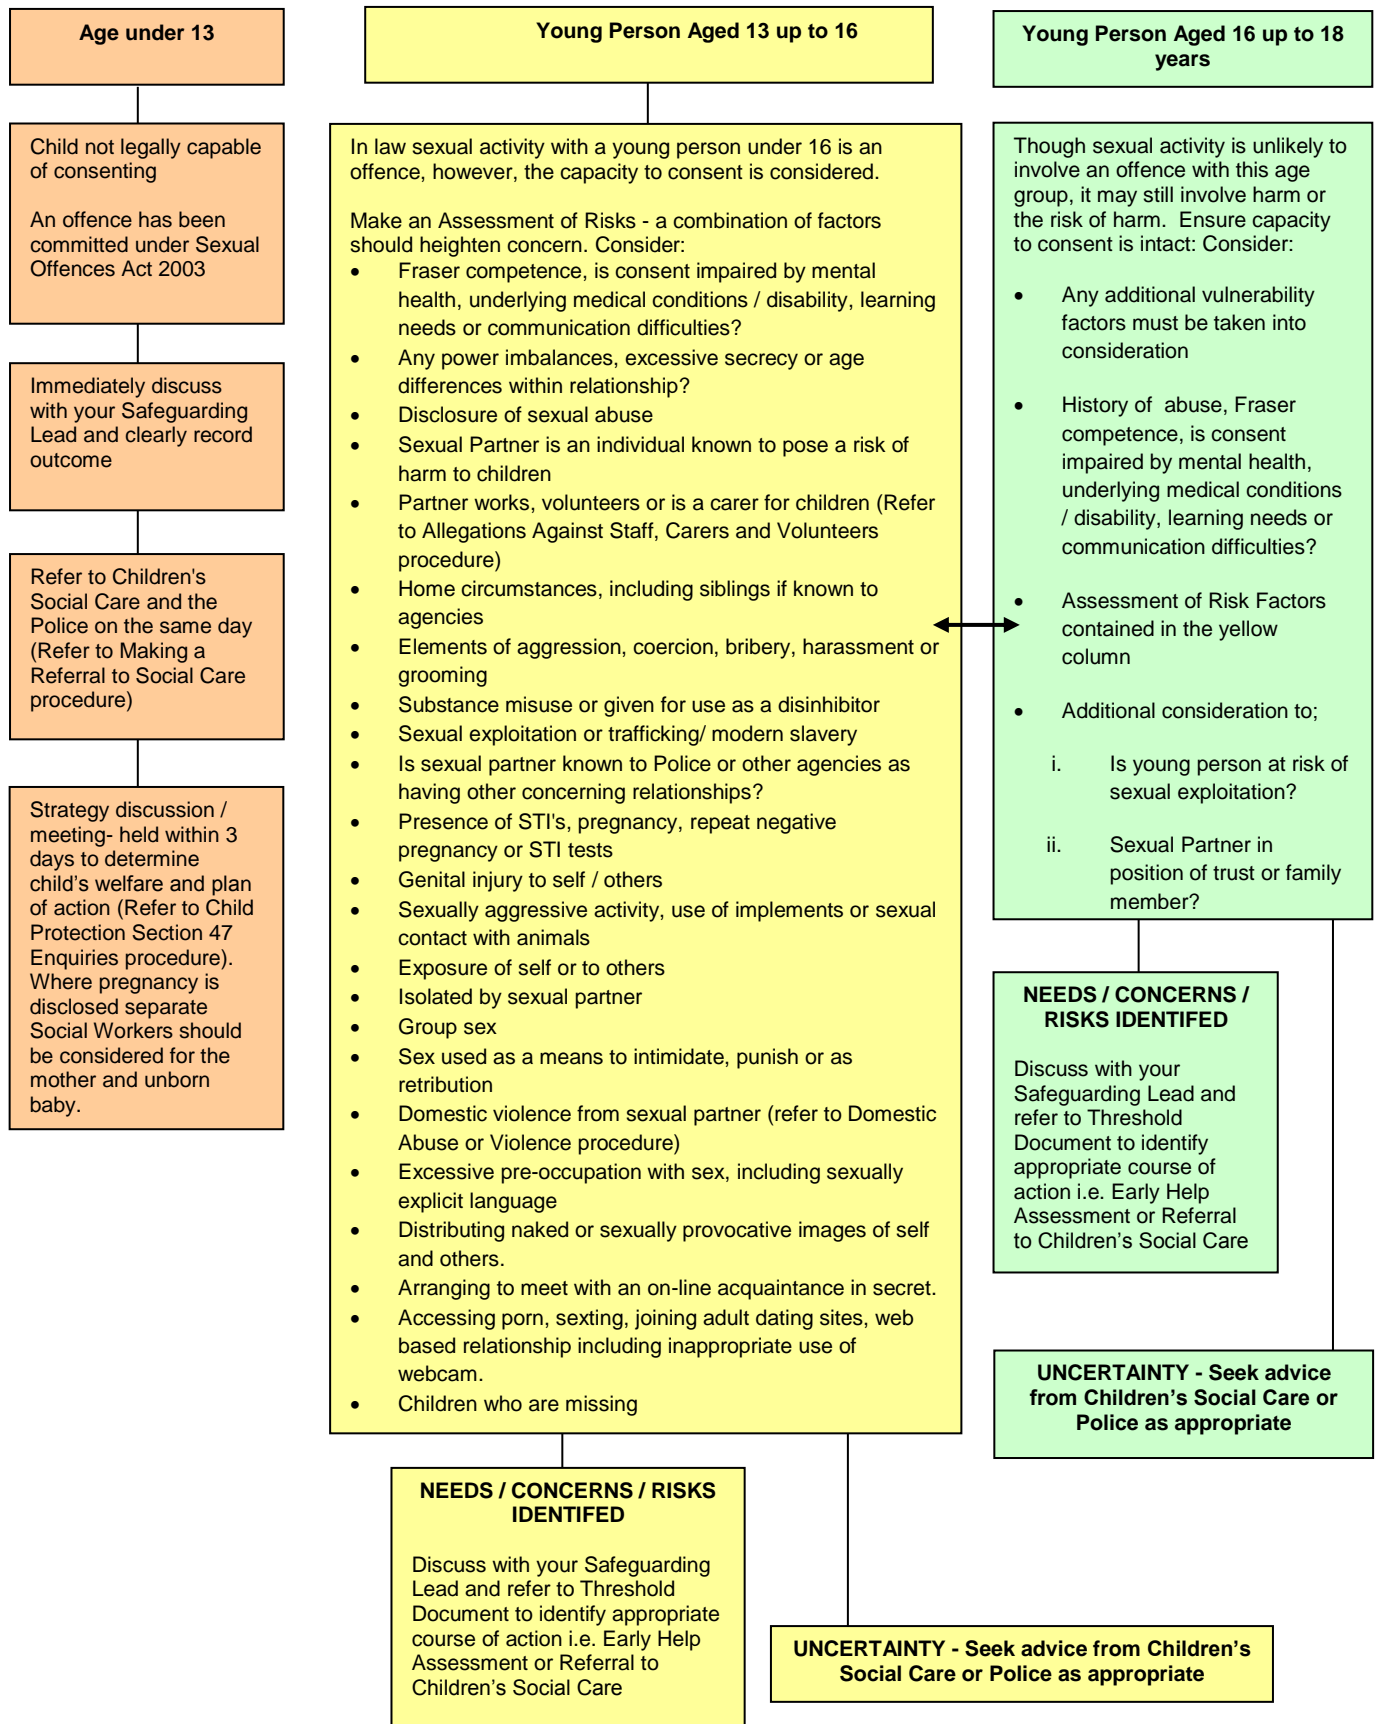 Age under 13
Child not legally capable
of consenting
An offence has been
committed under Sexual
Offences Act 2003
Immediately discuss
with your Safeguarding
Lead and clearly record
outcome
Refer to Children's
Social Care and the
Police on the same day
(Refer to Making a
Referral to Social Care
procedure)
Strategy discussion /
meeting- held within 3
days to determine
child’s welfare and plan
of action (Refer to Child
Protection Section 47
Enquiries procedure).
Where pregnancy is
disclosed separate
Social Workers should
be considered for the
mother and unborn
baby.
Young Person Aged 13 up to 16
In law sexual activity with a young person under 16 is an
offence, however, the capacity to consent is considered.
Make an Assessment of Risks - a combination of factors
should heighten concern. Consider:
• Fraser competence, is consent impaired by mental
health, underlying medical conditions / disability, learning
needs or communication difficulties?
• Any power imbalances, excessive secrecy or age
differences within relationship?
• Disclosure of sexual abuse
• Sexual Partner is an individual known to pose a risk of
harm to children
• Partner works, volunteers or is a carer for children (Refer
to Allegations Against Staff, Carers and Volunteers
procedure)
• Home circumstances, including siblings if known to
agencies
• Elements of aggression, coercion, bribery, harassment or
grooming
• Substance misuse or given for use as a disinhibitor
• Sexual exploitation or trafficking/ modern slavery
• Is sexual partner known to Police or other agencies as
having other concerning relationships?
• Presence of STI's, pregnancy, repeat negative
pregnancy or STI tests
• Genital injury to self / others
• Sexually aggressive activity, use of implements or sexual
contact with animals
• Exposure of self or to others
• Isolated by sexual partner
• Group sex
• Sex used as a means to intimidate, punish or as
retribution
• Domestic violence from sexual partner (refer to Domestic
Abuse or Violence procedure)
• Excessive pre-occupation with sex, including sexually
explicit language
• Distributing naked or sexually provocative images of self
and others.
• Arranging to meet with an on-line acquaintance in secret.
• Accessing porn, sexting, joining adult dating sites, web
based relationship including inappropriate use of
webcam.
• Children who are missing
NEEDS / CONCERNS / RISKS
IDENTIFED
Discuss with your Safeguarding
Lead and refer to Threshold
Document to identify appropriate
course of action i.e. Early Help
Assessment or Referral to
Children’s Social Care
UNCERTAINTY - Seek advice from Children’s
Social Care or Police as appropriate
Young Person Aged 16 up to 18
years
Though sexual activity is unlikely to
involve an offence with this age
group, it may still involve harm or
the risk of harm.  Ensure capacity
to consent is intact: Consider:
• Any additional vulnerability
factors must be taken into
consideration
• History of  abuse, Fraser
competence, is consent
impaired by mental health,
underlying medical conditions
/ disability, learning needs or
communication difficulties?
• Assessment of Risk Factors
contained in the yellow
column
• Additional consideration to;
i. Is young person at risk of
sexual exploitation?
ii. Sexual Partner in
position of trust or family
member?
NEEDS / CONCERNS /
RISKS IDENTIFED
Discuss with your
Safeguarding Lead and
refer to Threshold
Document to identify
appropriate course of
action i.e. Early Help
Assessment or Referral
to Children’s Social Care
UNCERTAINTY - Seek advice
from Children’s Social Care or
Police as appropriate